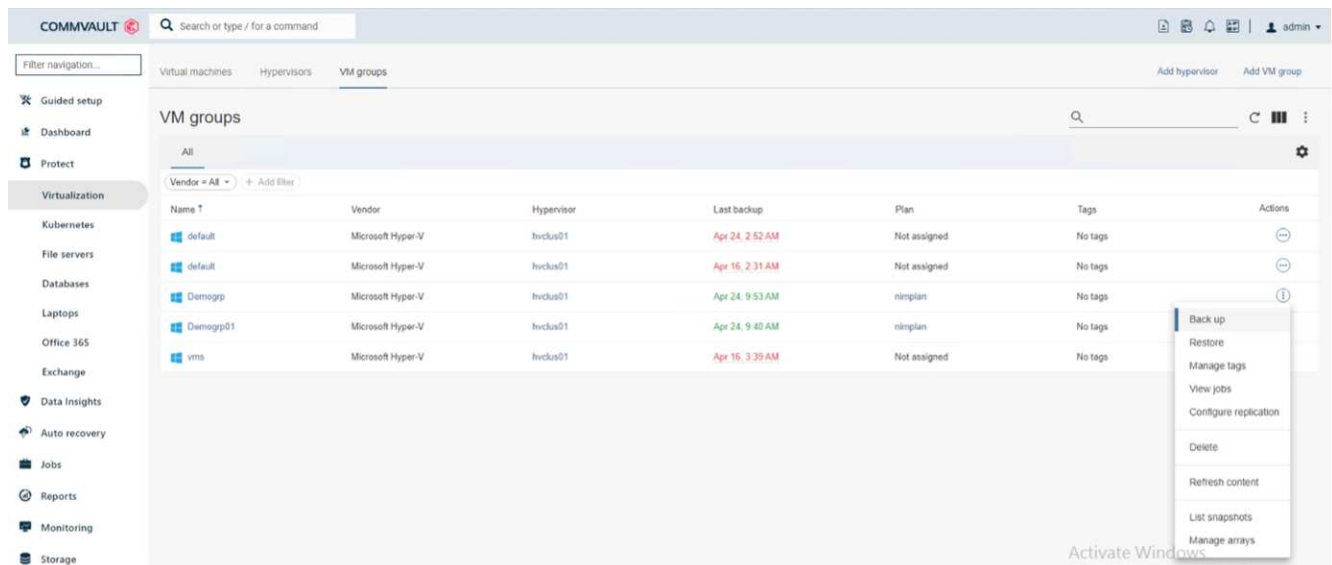 COMMVAULT
Search or type / for a command
admin
Filter navigation...
Virtual machines Hypervisors VM groups
Add hypervisor Add VM group
Guided setup
Dashboard
Protect
Virtualization
Kubernetes
File servers
Databases
Laptops
Office 365
Exchange
Data Insights
Auto recovery
Jobs
Reports
Monitoring
Storage
VM groups
All
Vendor = All + Add filter
Name ↑ Vendor Hypervisor Last backup Plan Tags Actions
default Microsoft Hyper-V hvclus01 Apr 24, 2:52 AM Not assigned No tags
default Microsoft Hyper-V hvclus01 Apr 16, 2:31 AM Not assigned No tags
Demogrp Microsoft Hyper-V hvclus01 Apr 24, 9:53 AM nimplan No tags
Demogrp01 Microsoft Hyper-V hvclus01 Apr 24, 9:40 AM nimplan No tags
vms Microsoft Hyper-V hvclus01 Apr 16, 3:39 AM Not assigned No tags
Back up
Restore
Manage tags
View jobs
Configure replication
Delete
Refresh content
List snapshots
Manage arrays
Activate Windows